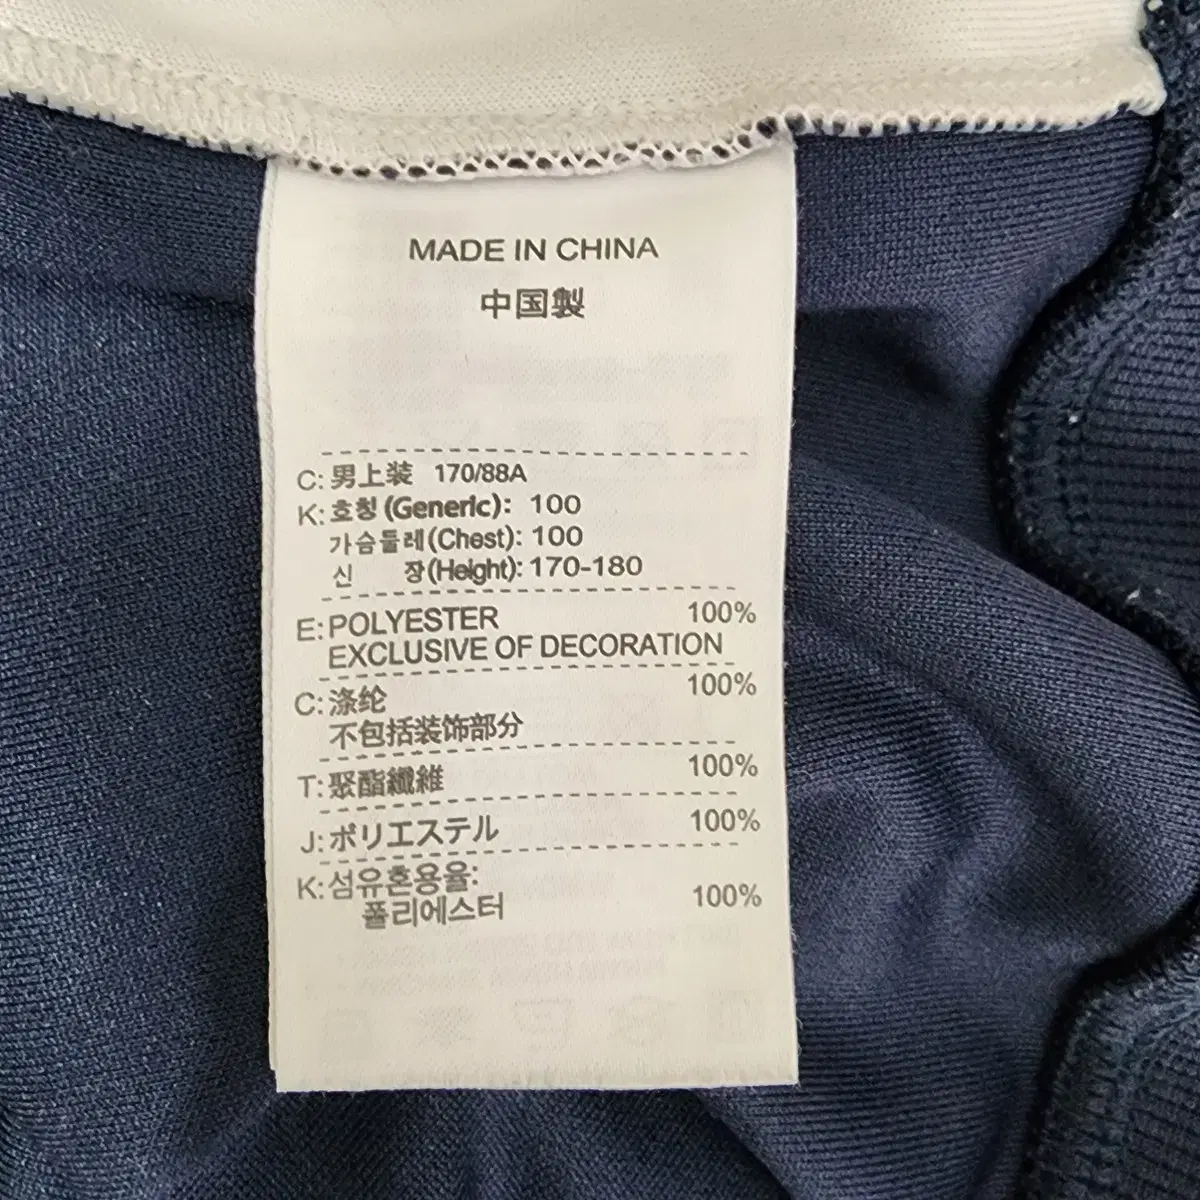 MADE IN CHINA
中国製
C: 男上装 170/88A
K: 호칭 (Generic): 100
가슴둘레(Chest): 100
신 장(Height): 170-180
E: POLYESTER 100%
EXCLUSIVE OF DECORATION
C: 涤纶 100%
不包括装饰部分
T: 聚酯纖維 100%
J: ポリエステル 100%
K: 섬유혼용율:
폴리에스터 100%